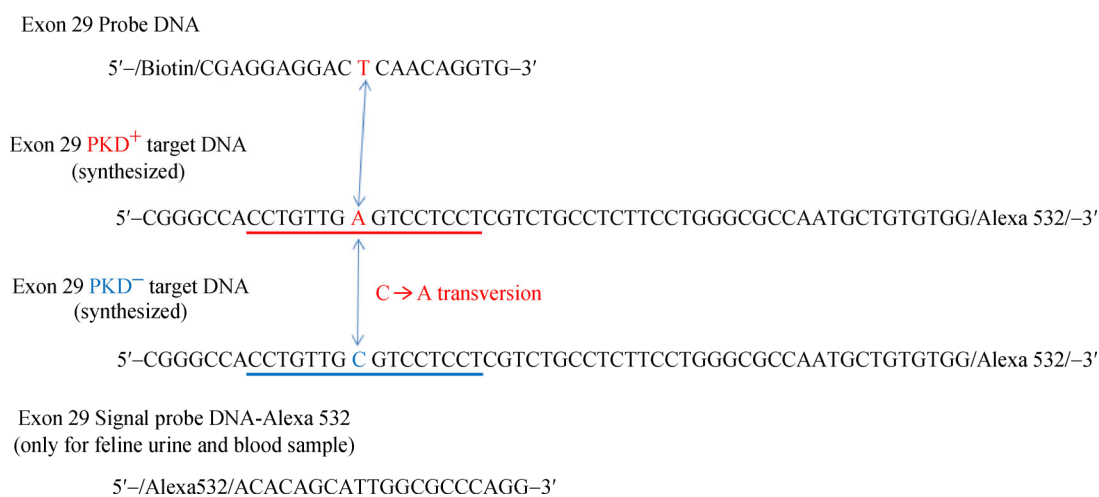 Exon 29 Probe DNA
5′–/Biotin/CGAGGAGGAC T CAACAGGTG–3′
Exon 29 PKD+ target DNA
(synthesized)
5′–CGGGCCACCTGTTG A GTCCTCCTCGTCTGCCTCTTCCTGGGCGCCAATGCTGTGTGG/Alexa 532/–3′
Exon 29 PKD− target DNA
(synthesized)
C→A transversion
5′–CGGGCCACCTGTTG C GTCCTCCTCGTCTGCCTCTTCCTGGGCGCCAATGCTGTGTGG/Alexa 532/–3′
Exon 29 Signal probe DNA-Alexa 532
(only for feline urine and blood sample)
5′–/Alexa532/ACACAGCATTGGCGCCCAGG–3′